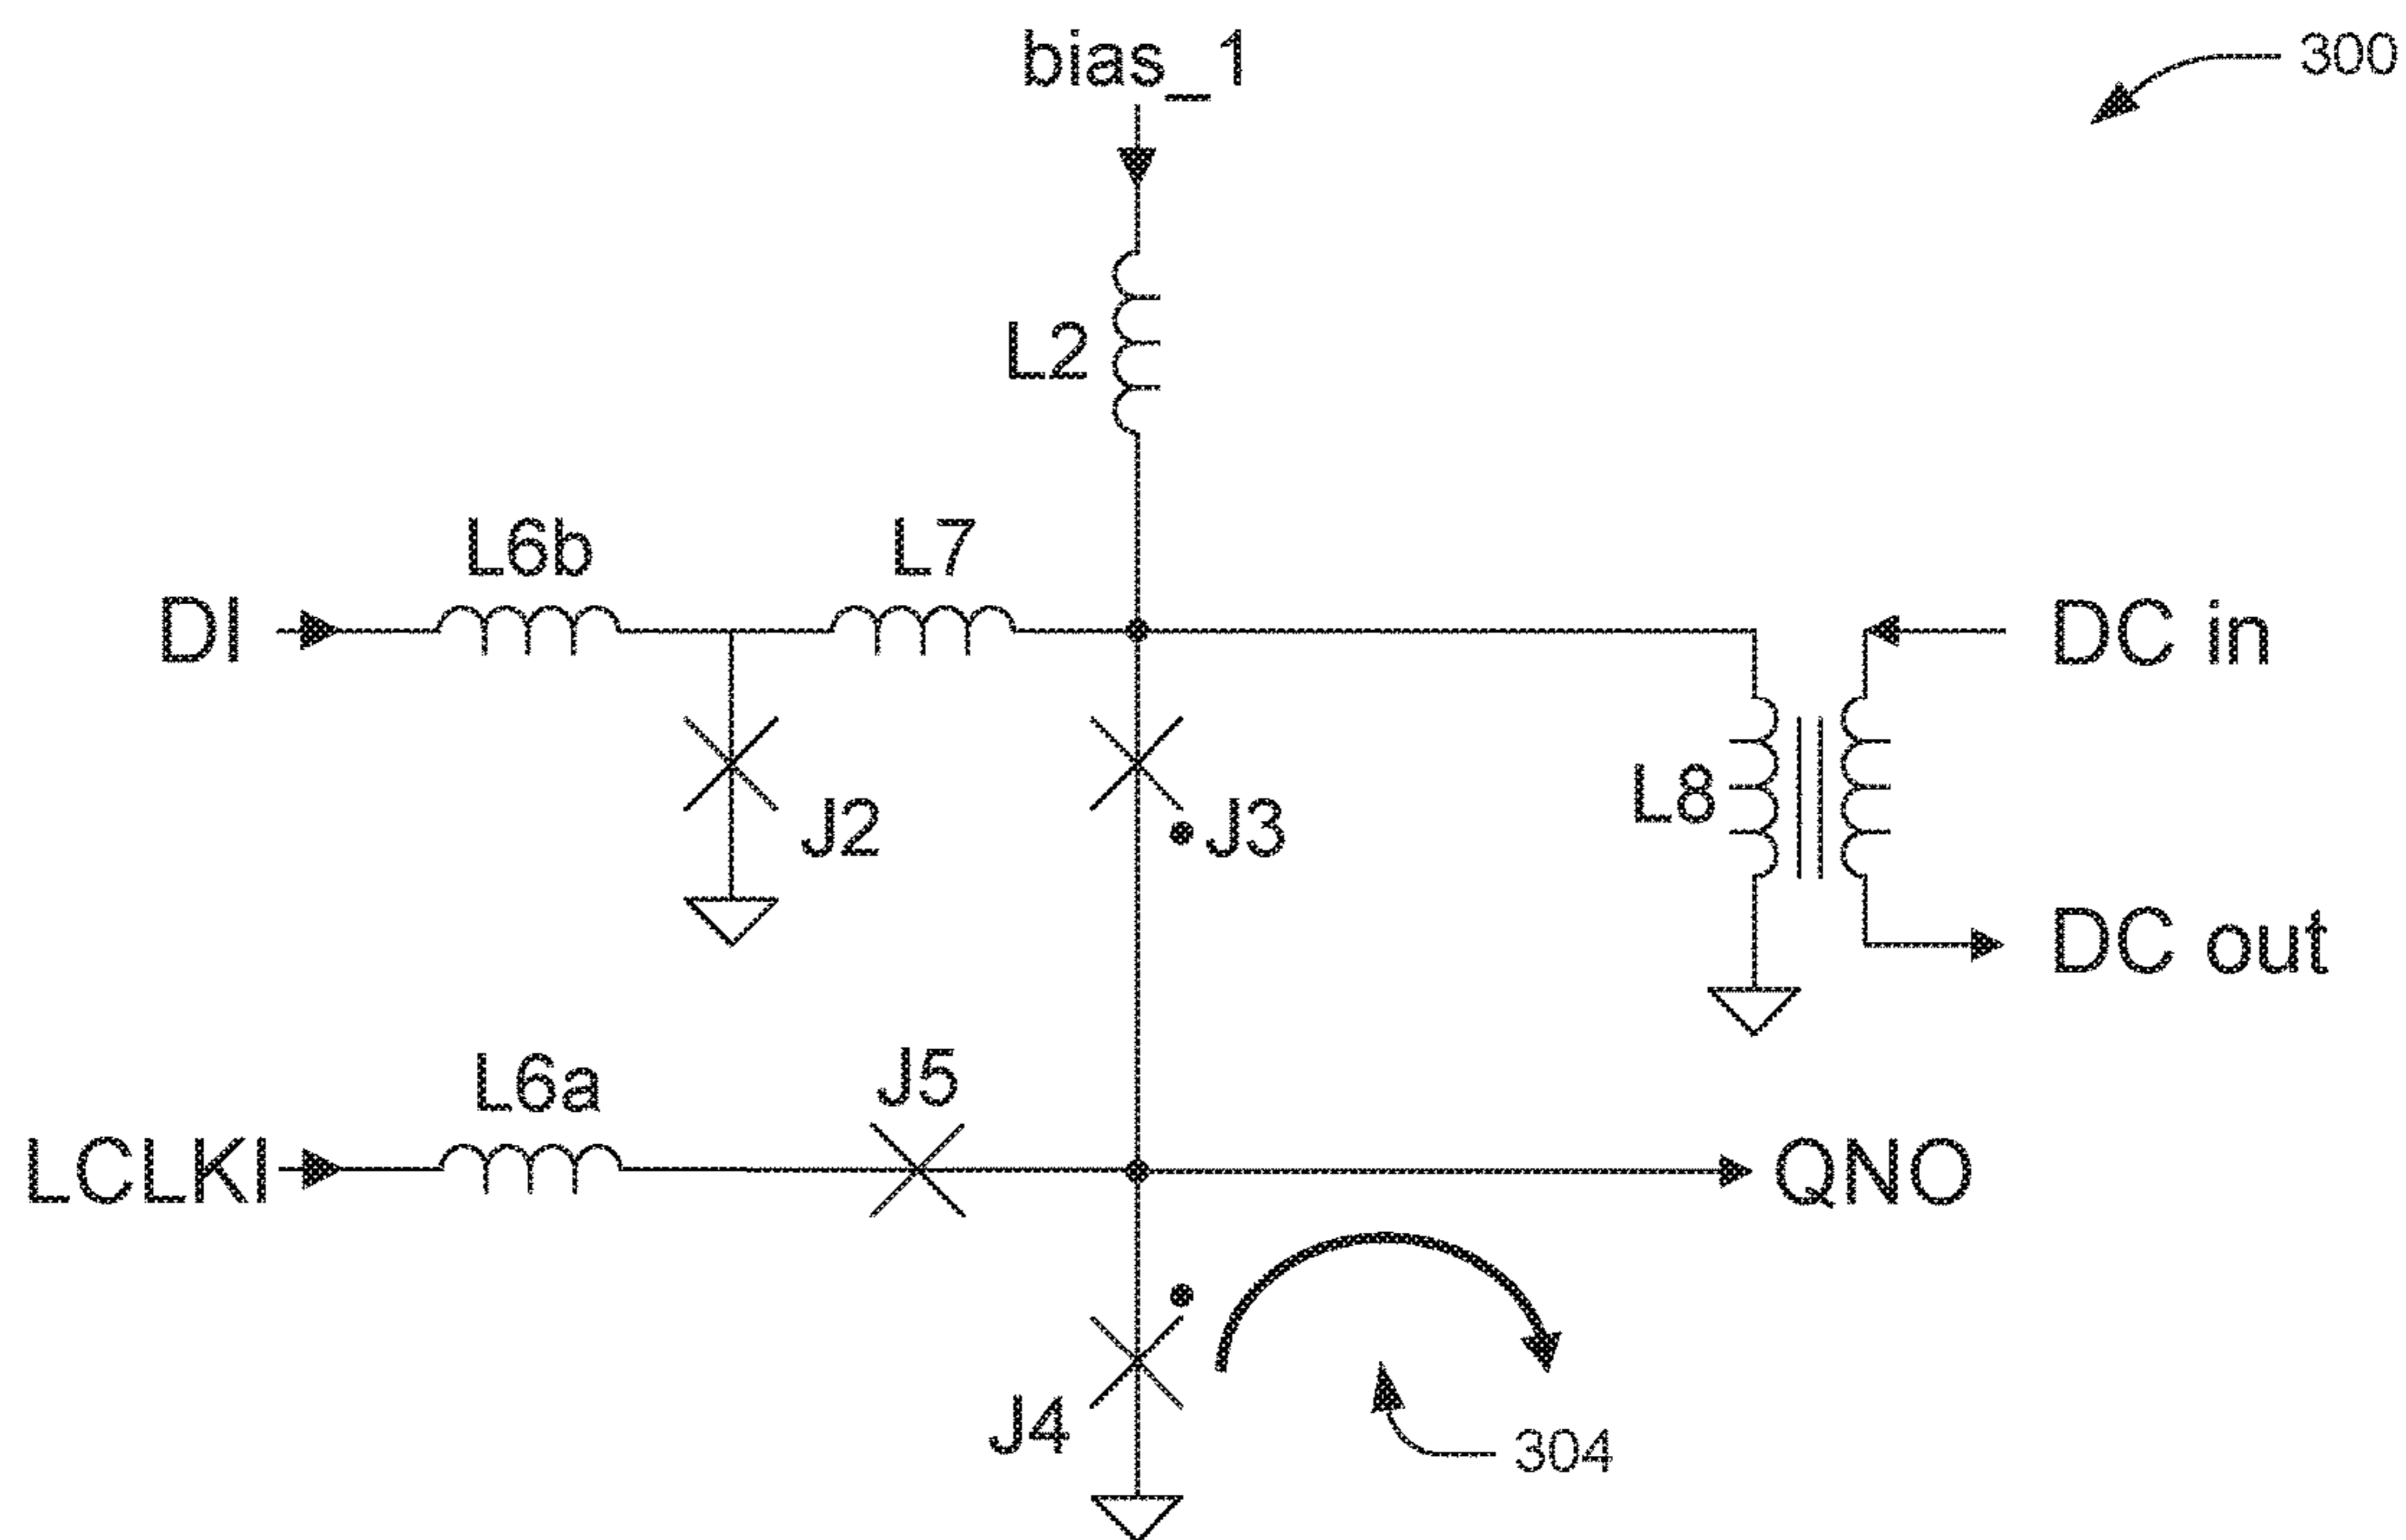 bias_1
300
L2
L6b
L7
DI
DC in
J2
J3
L8
DC out
L6a
J5
LCLKI
QNO
J4
304